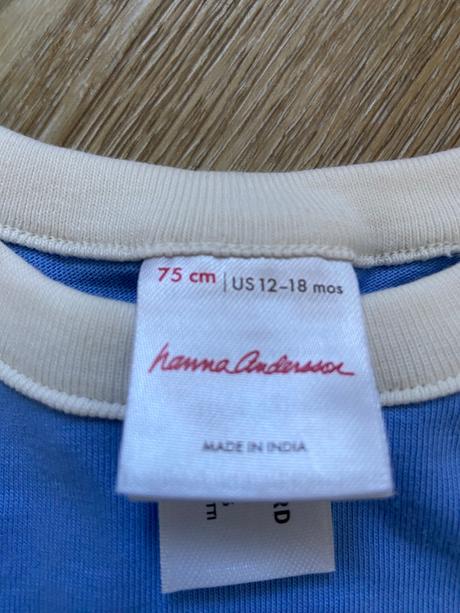 75 cm | US 12-18 mos
hanna andersson
MADE IN INDIA